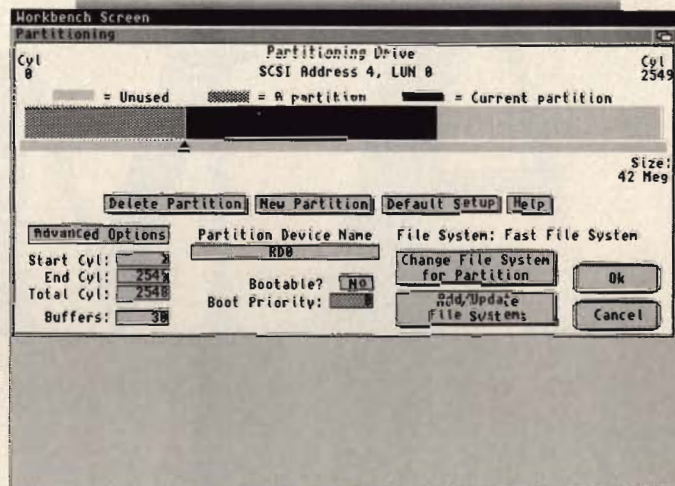 Workbench Screen
Partitioning
Partitioning Drive
Cyl 0
SCSI Address 4, LUN 0
Cyl 2549
= Unused
= A partition
= Current partition
Size:
42 Meg
Delete Partition
New Partition
Default Setup
Help
Advanced Options
Partition Device Name
File System: Fast File System
RD0
Start Cyl:
End Cyl: 2549
Total Cyl: 2548
Buffers: 30
Bootable? No
Boot Priority:
Change File System
for Partition
Add/Update
File Systems
Ok
Cancel